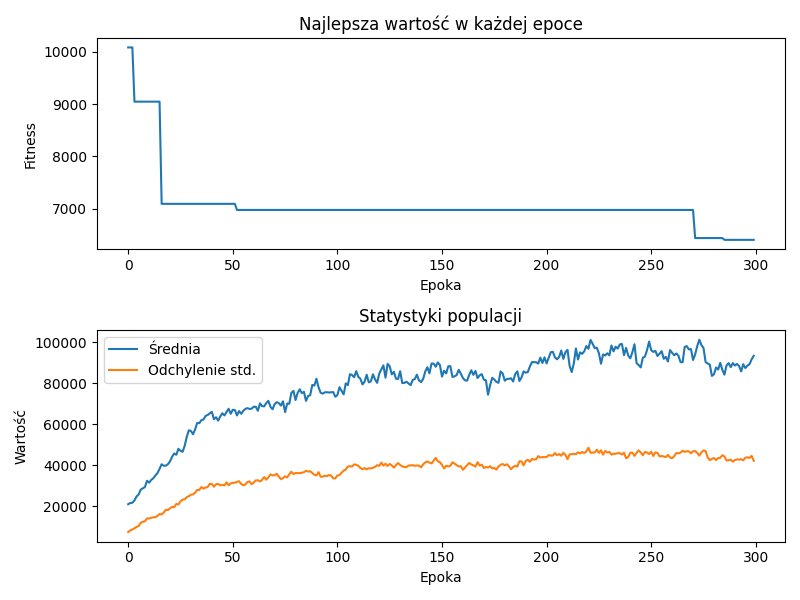 Najlepsza wartość w każdej epoce
10000
9000
8000
7000
Fitness
0 50 100 150 200 250 300
Epoka
Statystyki populacji
100000
80000
60000
40000
20000
Wartość
Średnia
Odchylenie std.
0 50 100 150 200 250 300
Epoka